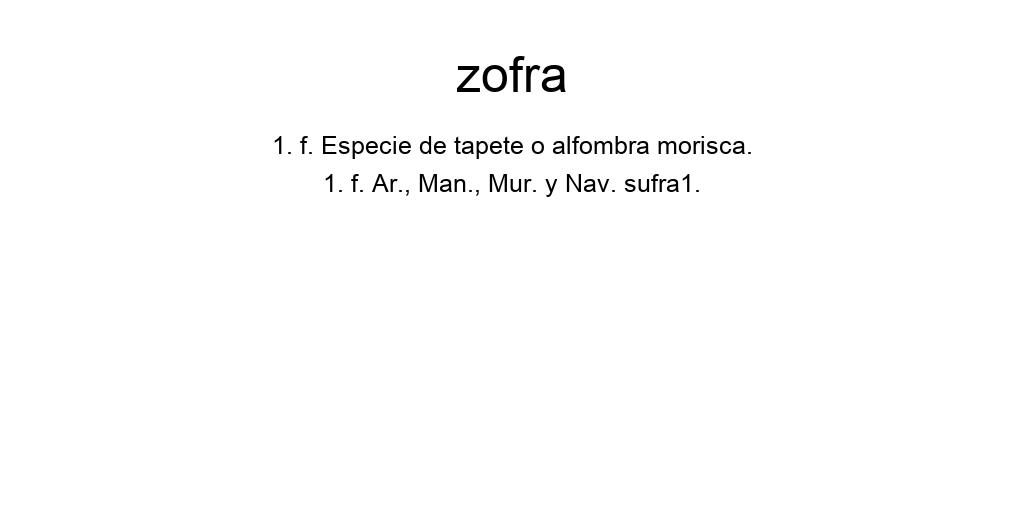 zofra
1. f. Especie de tapete o alfombra morisca.
1. f. Ar., Man., Mur. y Nav. sufra1.